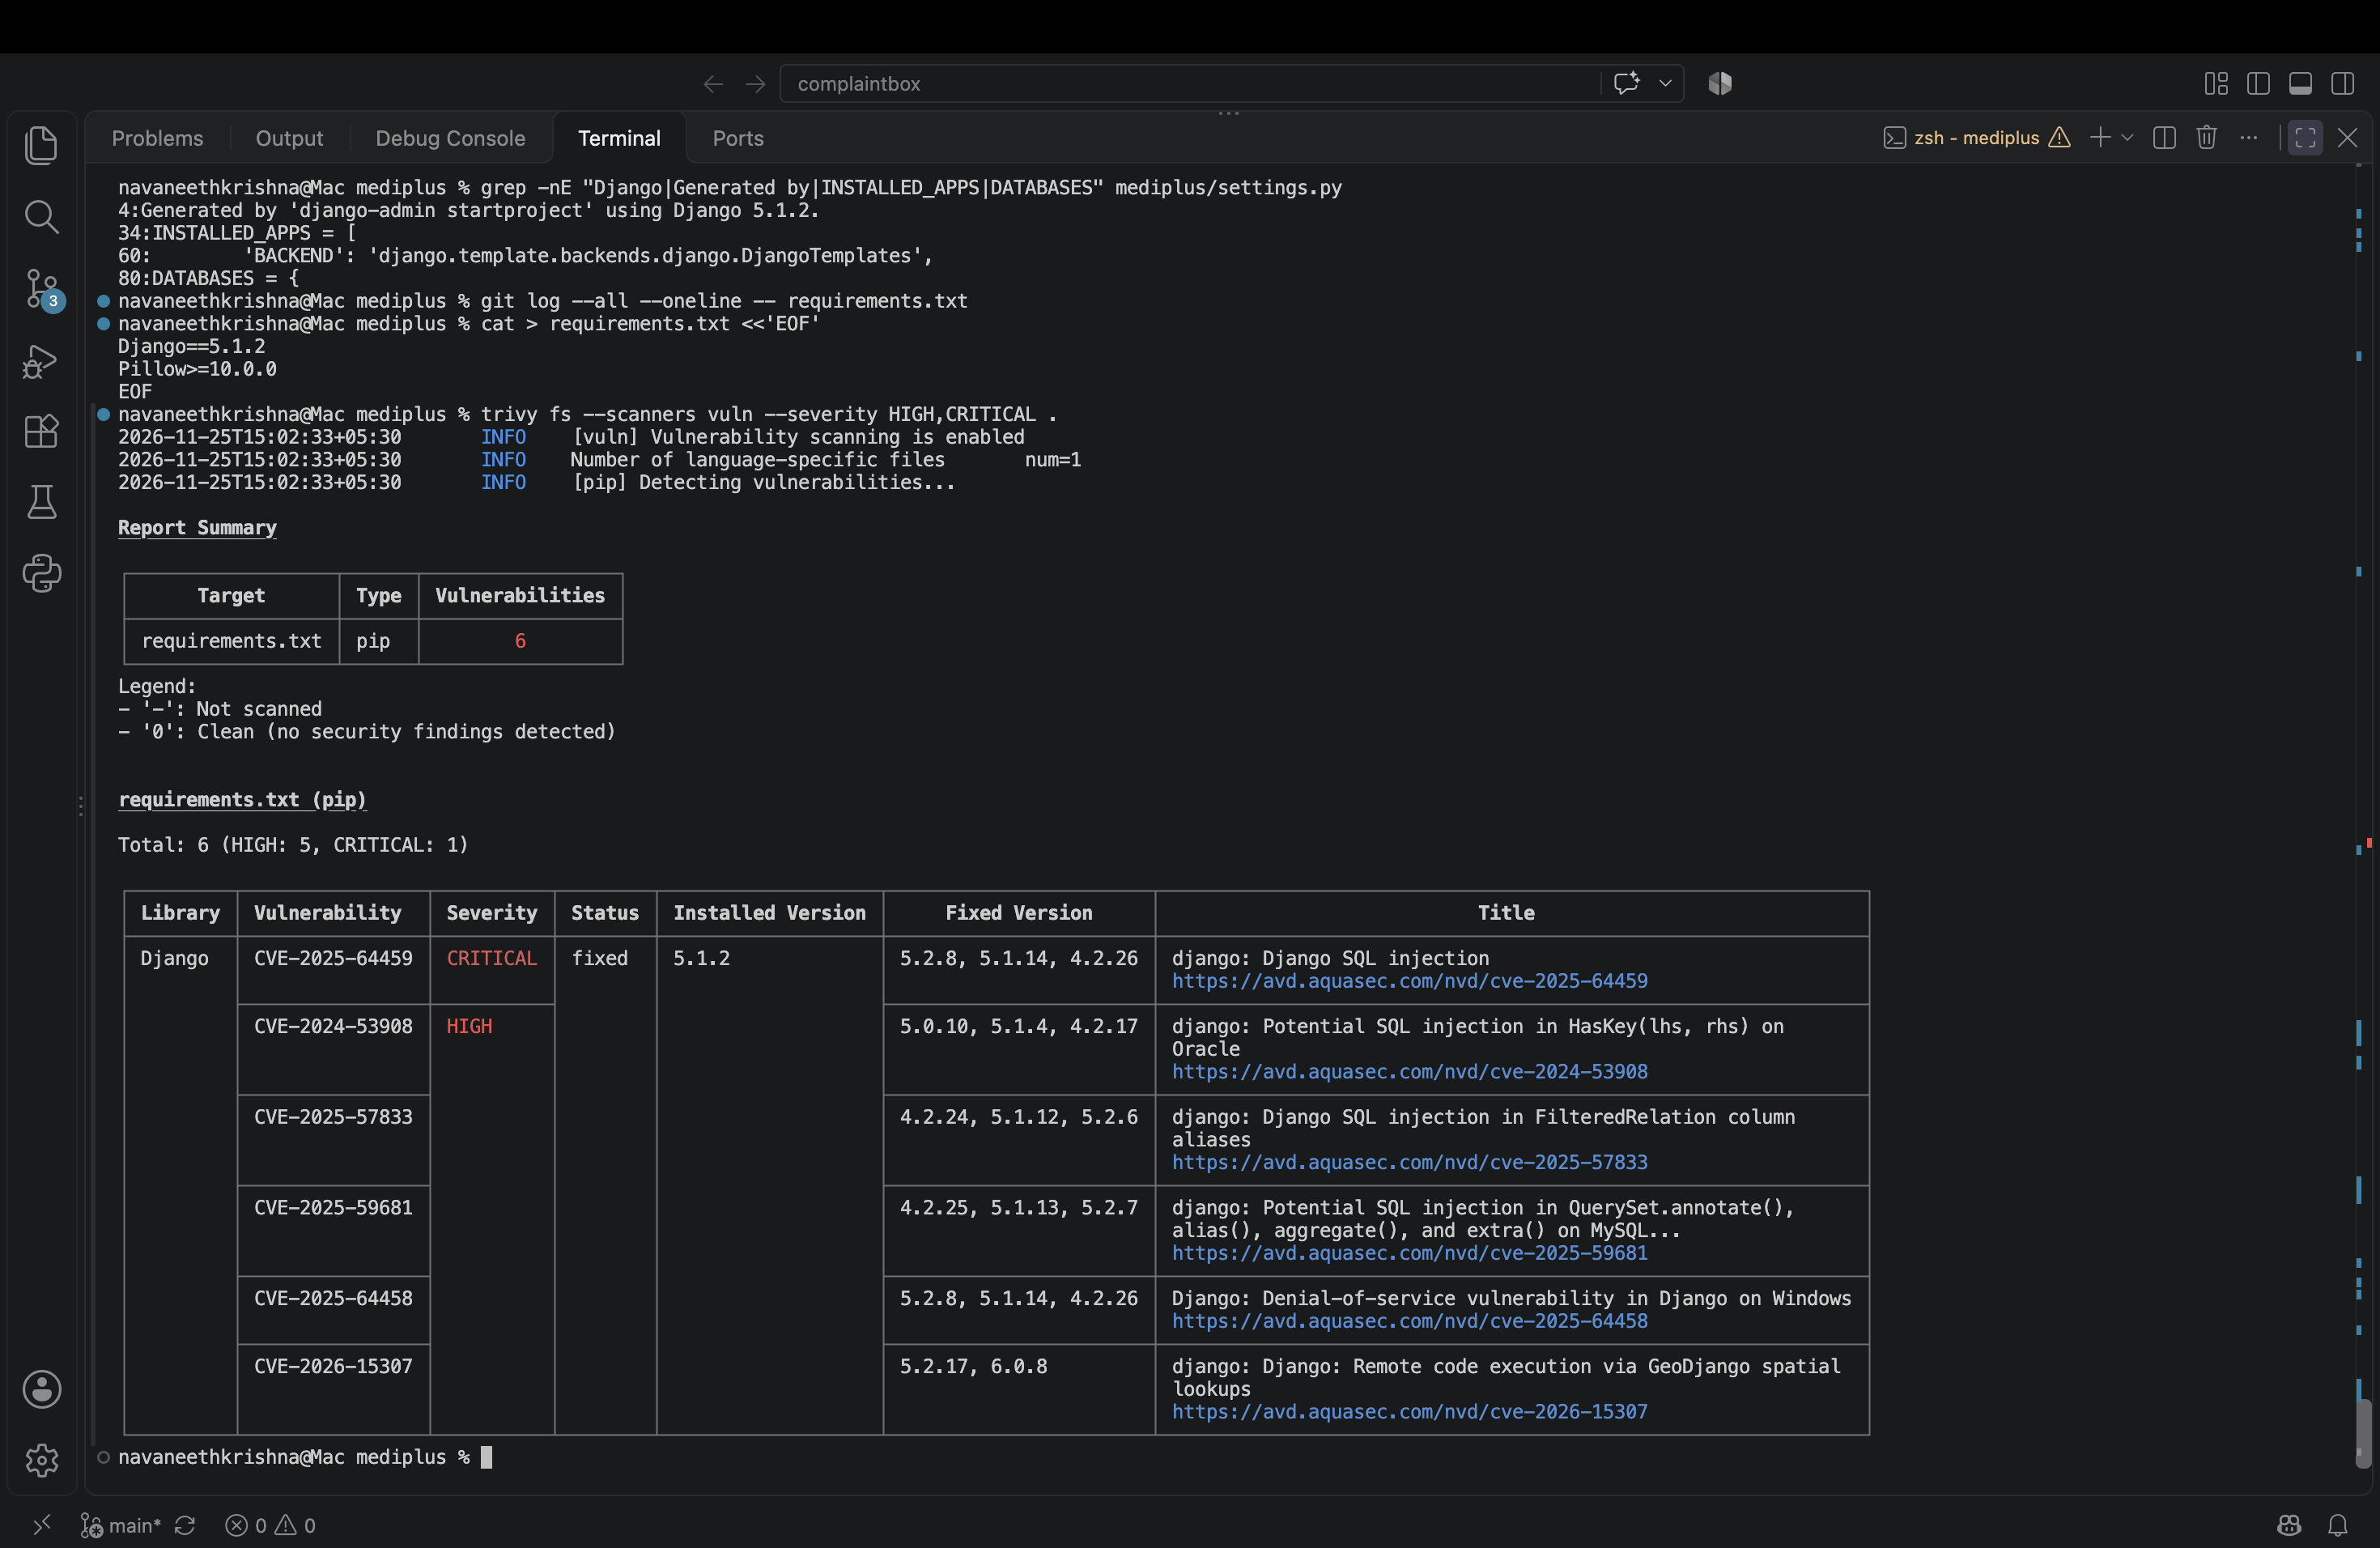 complaintbox
Problems
Output
Debug Console
Terminal
Ports
zsh - mediplus
navaneethkrishna@Mac mediplus % grep -nE "Django|Generated by|INSTALLED_APPS|DATABASES" mediplus/settings.py
4:Generated by 'django-admin startproject' using Django 5.1.2.
34:INSTALLED_APPS = [
60:        'BACKEND': 'django.template.backends.django.DjangoTemplates',
80:DATABASES = {
navaneethkrishna@Mac mediplus % git log --all --oneline -- requirements.txt
3
navaneethkrishna@Mac mediplus % cat > requirements.txt <<'EOF'
Django==5.1.2
Pillow>=10.0.0
EOF
navaneethkrishna@Mac mediplus % trivy fs --scanners vuln --severity HIGH,CRITICAL .
2026-11-25T15:02:33+05:30 INFO [vuln] Vulnerability scanning is enabled
2026-11-25T15:02:33+05:30 INFO Number of language-specific files num=1
2026-11-25T15:02:33+05:30 INFO [pip] Detecting vulnerabilities...
Report Summary
Target Type Vulnerabilities
requirements.txt pip 6
Legend:
- '-': Not scanned
- '0': Clean (no security findings detected)
requirements.txt (pip)
Total: 6 (HIGH: 5, CRITICAL: 1)
Library Vulnerability Severity Status Installed Version Fixed Version Title
Django CVE-2025-64459 CRITICAL fixed 5.1.2 5.2.8, 5.1.14, 4.2.26 django: Django SQL injection
https://avd.aquasec.com/nvd/cve-2025-64459
CVE-2024-53908 HIGH 5.0.10, 5.1.4, 4.2.17 django: Potential SQL injection in HasKey(lhs, rhs) on
Oracle
https://avd.aquasec.com/nvd/cve-2024-53908
CVE-2025-57833 4.2.24, 5.1.12, 5.2.6 django: Django SQL injection in FilteredRelation column
aliases
https://avd.aquasec.com/nvd/cve-2025-57833
CVE-2025-59681 4.2.25, 5.1.13, 5.2.7 django: Potential SQL injection in QuerySet.annotate(),
alias(), aggregate(), and extra() on MySQL...
https://avd.aquasec.com/nvd/cve-2025-59681
CVE-2025-64458 5.2.8, 5.1.14, 4.2.26 Django: Denial-of-service vulnerability in Django on Windows
https://avd.aquasec.com/nvd/cve-2025-64458
CVE-2026-15307 5.2.17, 6.0.8 django: Django: Remote code execution via GeoDjango spatial
lookups
https://avd.aquasec.com/nvd/cve-2026-15307
navaneethkrishna@Mac mediplus %
main* 0 0